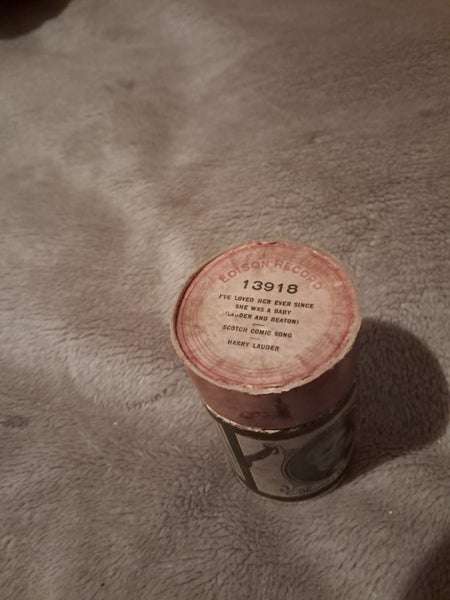 EDISON RECORD
13918
I'VE LOVED HER EVER SINCE
SHE WAS A BABY
(LAUDER AND BEATON)
SCOTCH COMIC SONG
HARRY LAUDER